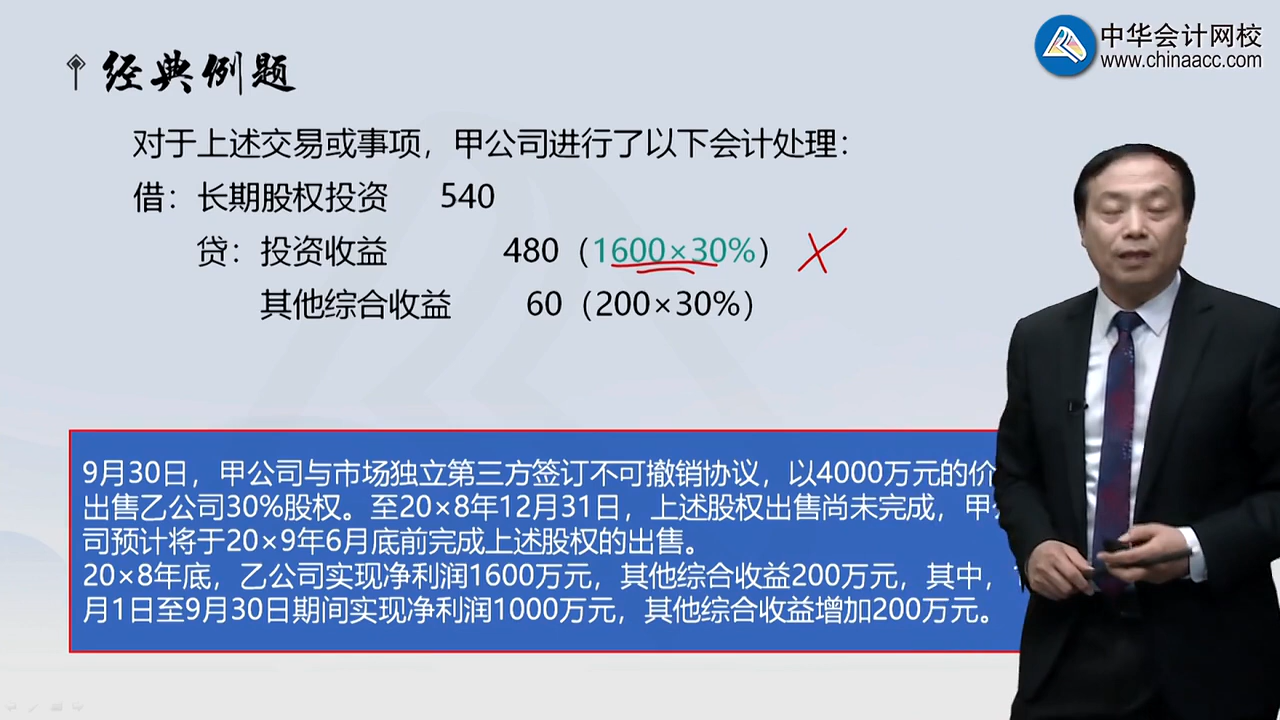 经典例题
中华会计网校
www.chinaacc.com
对于上述交易或事项，甲公司进行了以下会计处理：
借：长期股权投资 540
贷：投资收益 480（1600×30%）
其他综合收益 60（200×30%）
9月30日，甲公司与市场独立第三方签订不可撤销协议，以4000万元的价
出售乙公司30%股权。至20×8年12月31日，上述股权出售尚未完成，甲
司预计将于20×9年6月底前完成上述股权的出售。
20×8年底，乙公司实现净利润1600万元，其他综合收益200万元，其中，
月1日至9月30日期间实现净利润1000万元，其他综合收益增加200万元。